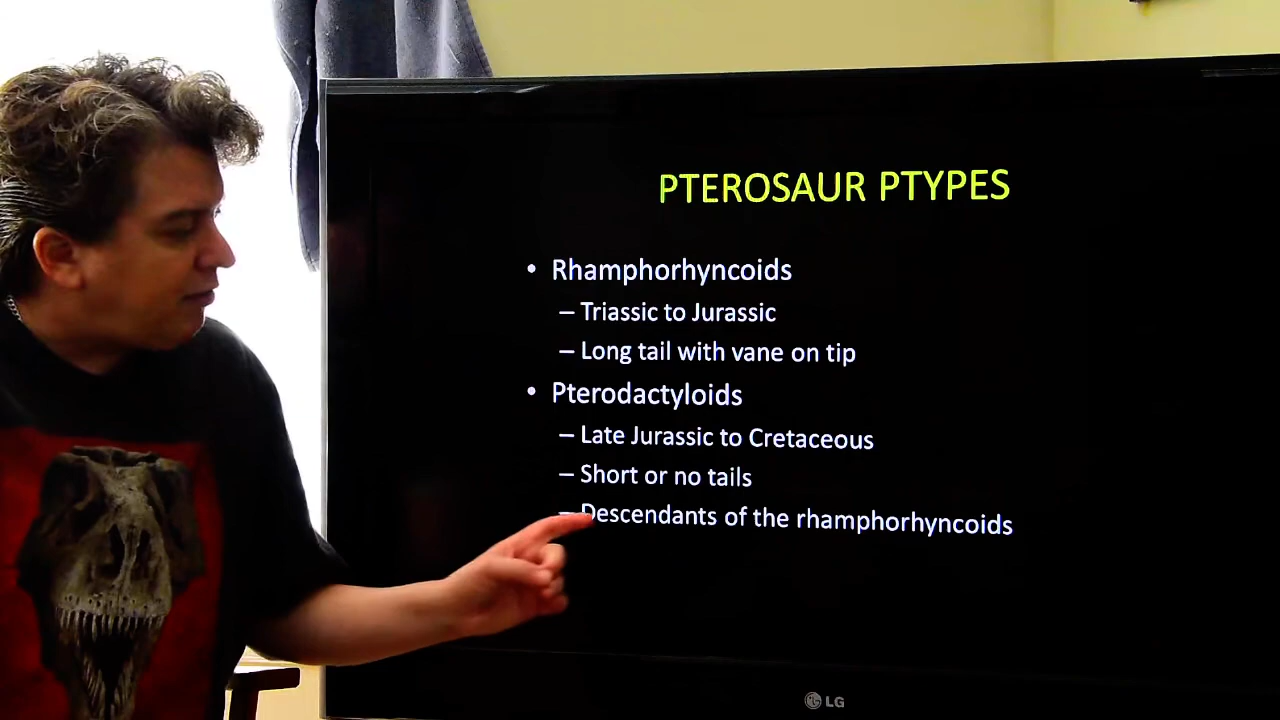 PTEROSAUR PTYPES
• Rhamphorhyncoids
– Triassic to Jurassic
– Long tail with vane on tip
• Pterodactyloids
– Late Jurassic to Cretaceous
– Short or no tails
– Descendants of the rhamphorhyncoids
LG